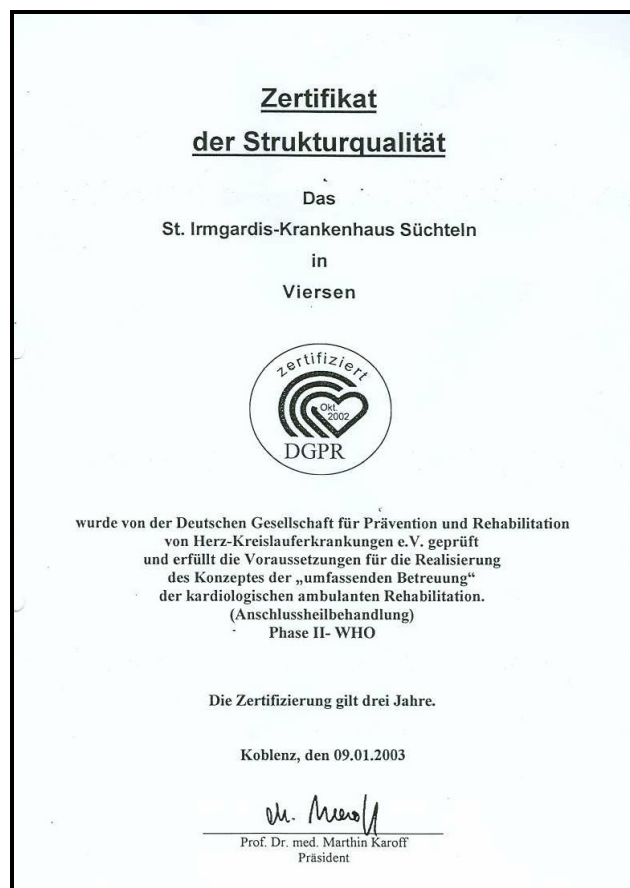 Zertifikat
der Strukturqualität
Das
St. Irmgardis-Krankenhaus Süchteln
in
Viersen
zertifiziert
Okt.
2002
DGPR
wurde von der Deutschen Gesellschaft für Prävention und Rehabilitation
von Herz-Kreislauferkrankungen e.V. geprüft
und erfüllt die Voraussetzungen für die Realisierung
des Konzeptes der „umfassenden Betreuung“
der kardiologischen ambulanten Rehabilitation.
(Anschlussheilbehandlung)
Phase II- WHO
Die Zertifizierung gilt drei Jahre.
Koblenz, den 09.01.2003
Prof. Dr. med. Marthin Karoff
Präsident